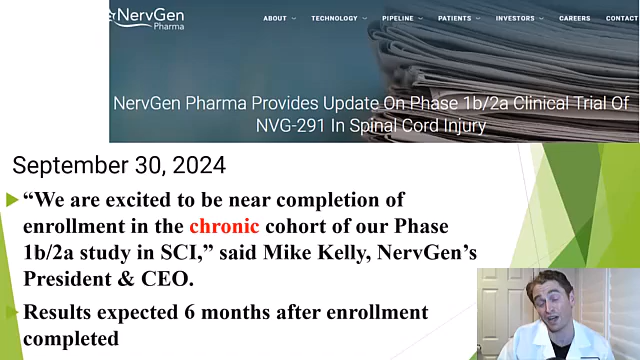 NervGen
Pharma
ABOUT TECHNOLOGY PIPELINE PATIENTS INVESTORS CAREERS CONTACT
NervGen Pharma Provides Update On Phase 1b/2a Clinical Trial Of
NVG-291 In Spinal Cord Injury
September 30, 2024
“We are excited to be near completion of
enrollment in the chronic cohort of our Phase
1b/2a study in SCI,” said Mike Kelly, NervGen’s
President & CEO.
Results expected 6 months after enrollment
completed